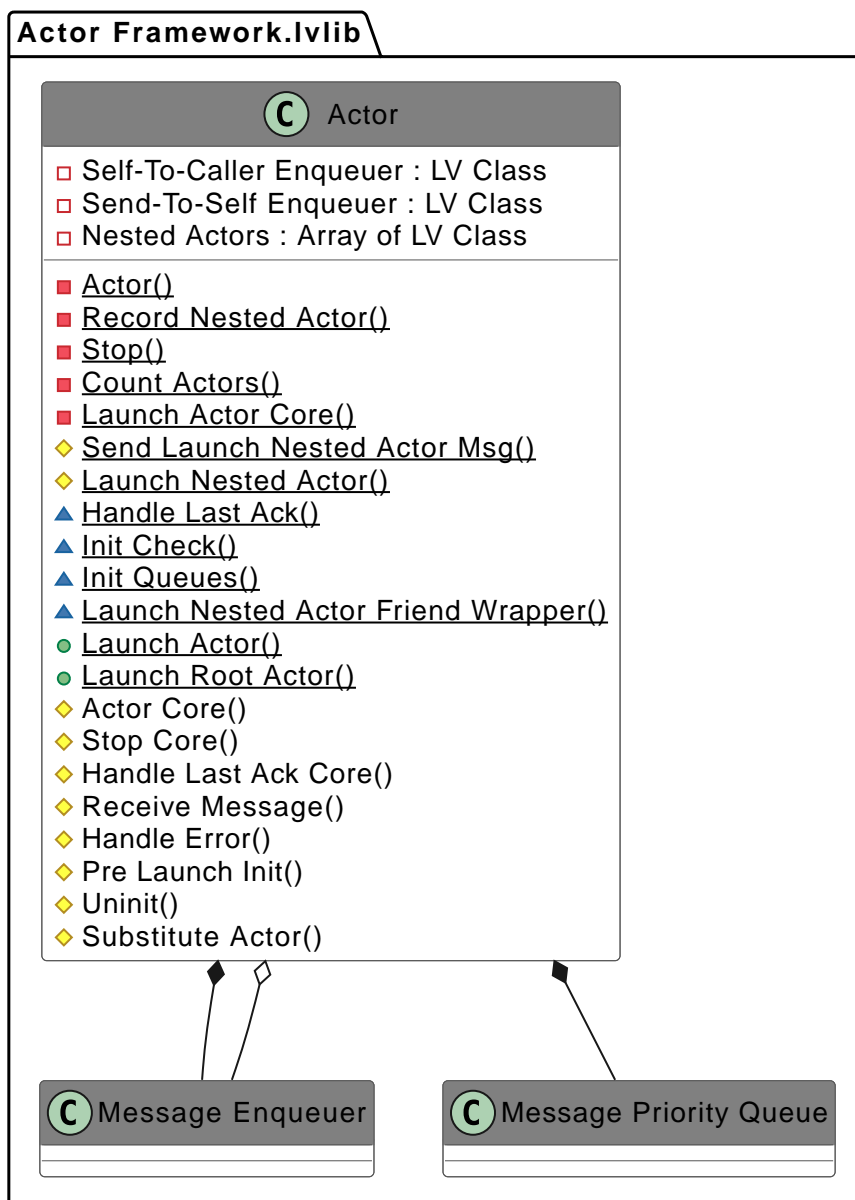 Actor Framework.lvlib
C Actor
Self-To-Caller Enqueuer : LV Class
Send-To-Self Enqueuer : LV Class
Nested Actors : Array of LV Class
Actor()
Record Nested Actor()
Stop()
Count Actors()
Launch Actor Core()
Send Launch Nested Actor Msg()
Launch Nested Actor()
Handle Last Ack()
Init Check()
Init Queues()
Launch Nested Actor Friend Wrapper()
Launch Actor()
Launch Root Actor()
Actor Core()
Stop Core()
Handle Last Ack Core()
Receive Message()
Handle Error()
Pre Launch Init()
Uninit()
Substitute Actor()
C Message Enqueuer
C Message Priority Queue